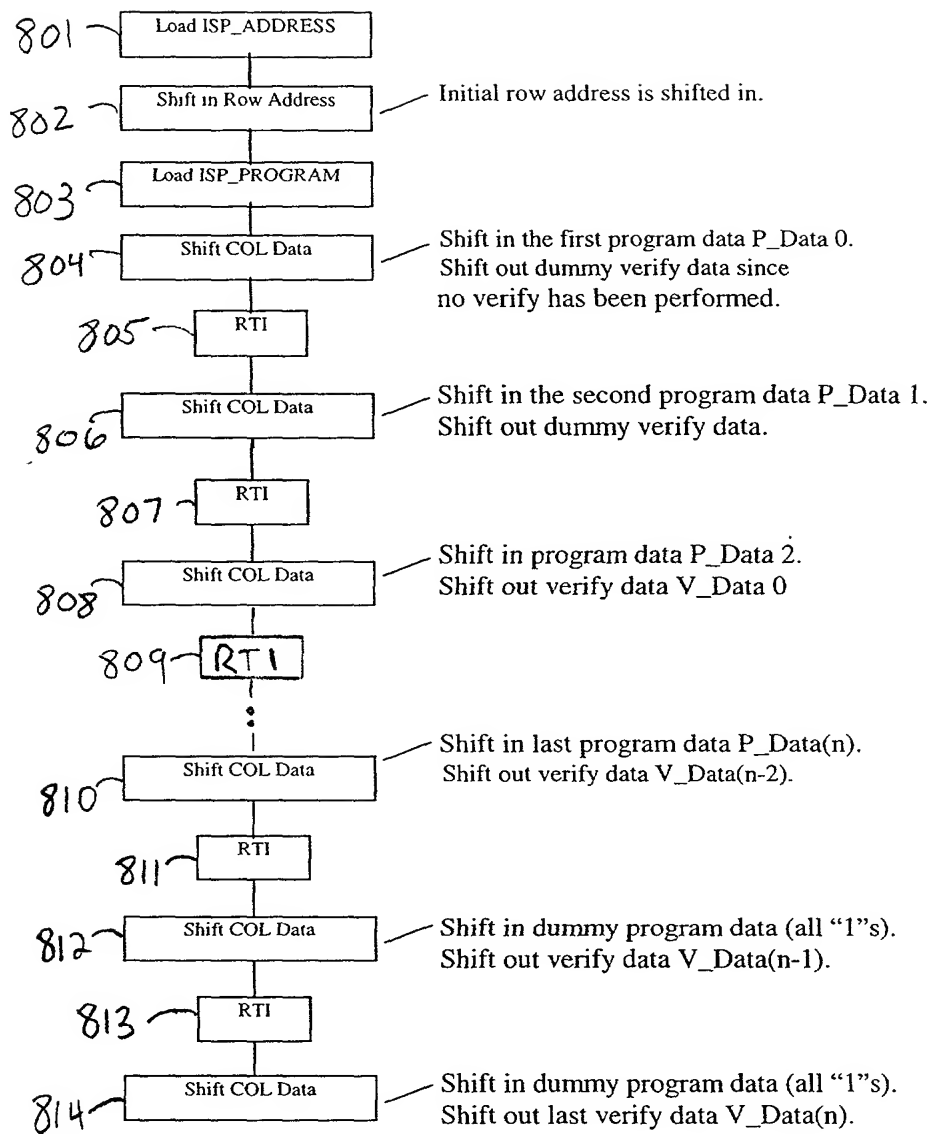 801
Load ISP_ADDRESS
802
Shift in Row Address
Initial row address is shifted in.
803
Load ISP_PROGRAM
804
Shift COL Data
Shift in the first program data P_Data 0.
Shift out dummy verify data since
no verify has been performed.
805
RTI
806
Shift COL Data
Shift in the second program data P_Data 1.
Shift out dummy verify data.
807
RTI
808
Shift COL Data
Shift in program data P_Data 2.
Shift out verify data V_Data 0
809
RTI
810
Shift COL Data
Shift in last program data P_Data(n).
Shift out verify data V_Data(n-2).
811
RTI
812
Shift COL Data
Shift in dummy program data (all “1”s).
Shift out verify data V_Data(n-1).
813
RTI
814
Shift COL Data
Shift in dummy program data (all “1”s).
Shift out last verify data V_Data(n).